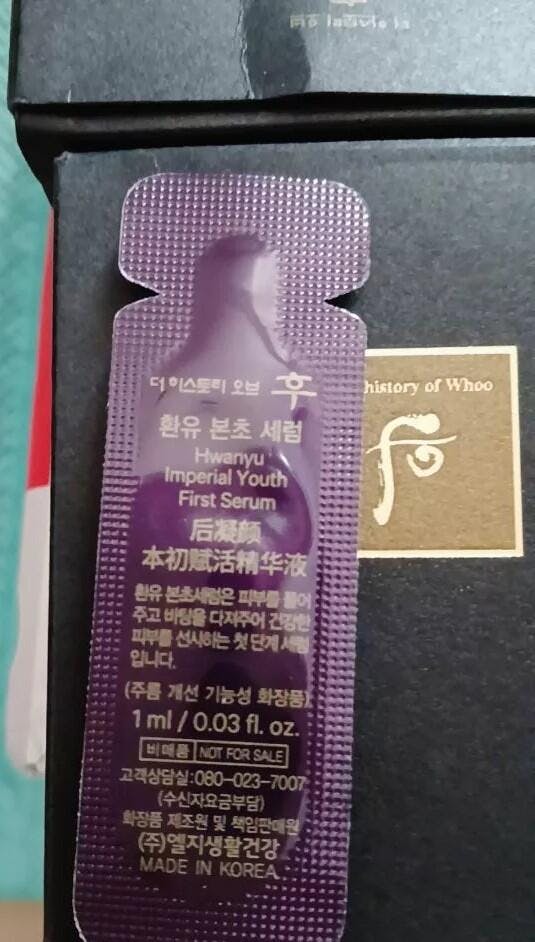 더 히스토리 오브 후
history of Whoo
환유 본초 세럼
Hwanyu
Imperial Youth
First Serum
后凝颜
本初赋活精华液
환유 본초세럼은 피부를 풀어
주고 바탕을 다져주어 건강한
피부를 선사하는 첫 단계 세럼
입니다.
(주름 개선 기능성 화장품)
1 ml / 0.03 fl. oz.
비매품 NOT FOR SALE
고객상담실:080-023-7007
(수신자요금부담)
화장품 제조원 및 책임판매원
(주)엘지생활건강
MADE IN KOREA